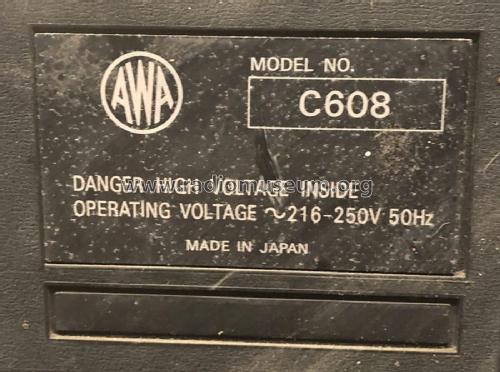 AWA
MODEL NO.
C608
DANGER HIGH VOLTAGE INSIDE
www.radiomuseum.org
OPERATING VOLTAGE ~216-250V 50Hz
MADE IN JAPAN